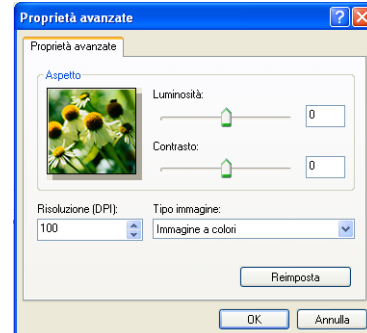 Proprietà avanzate
Proprietà avanzate
Aspetto
Luminosità:
0
Contrasto:
0
Risoluzione (DPI):
Tipo immagine:
100
Immagine a colori
Reimposta
OK
Annulla